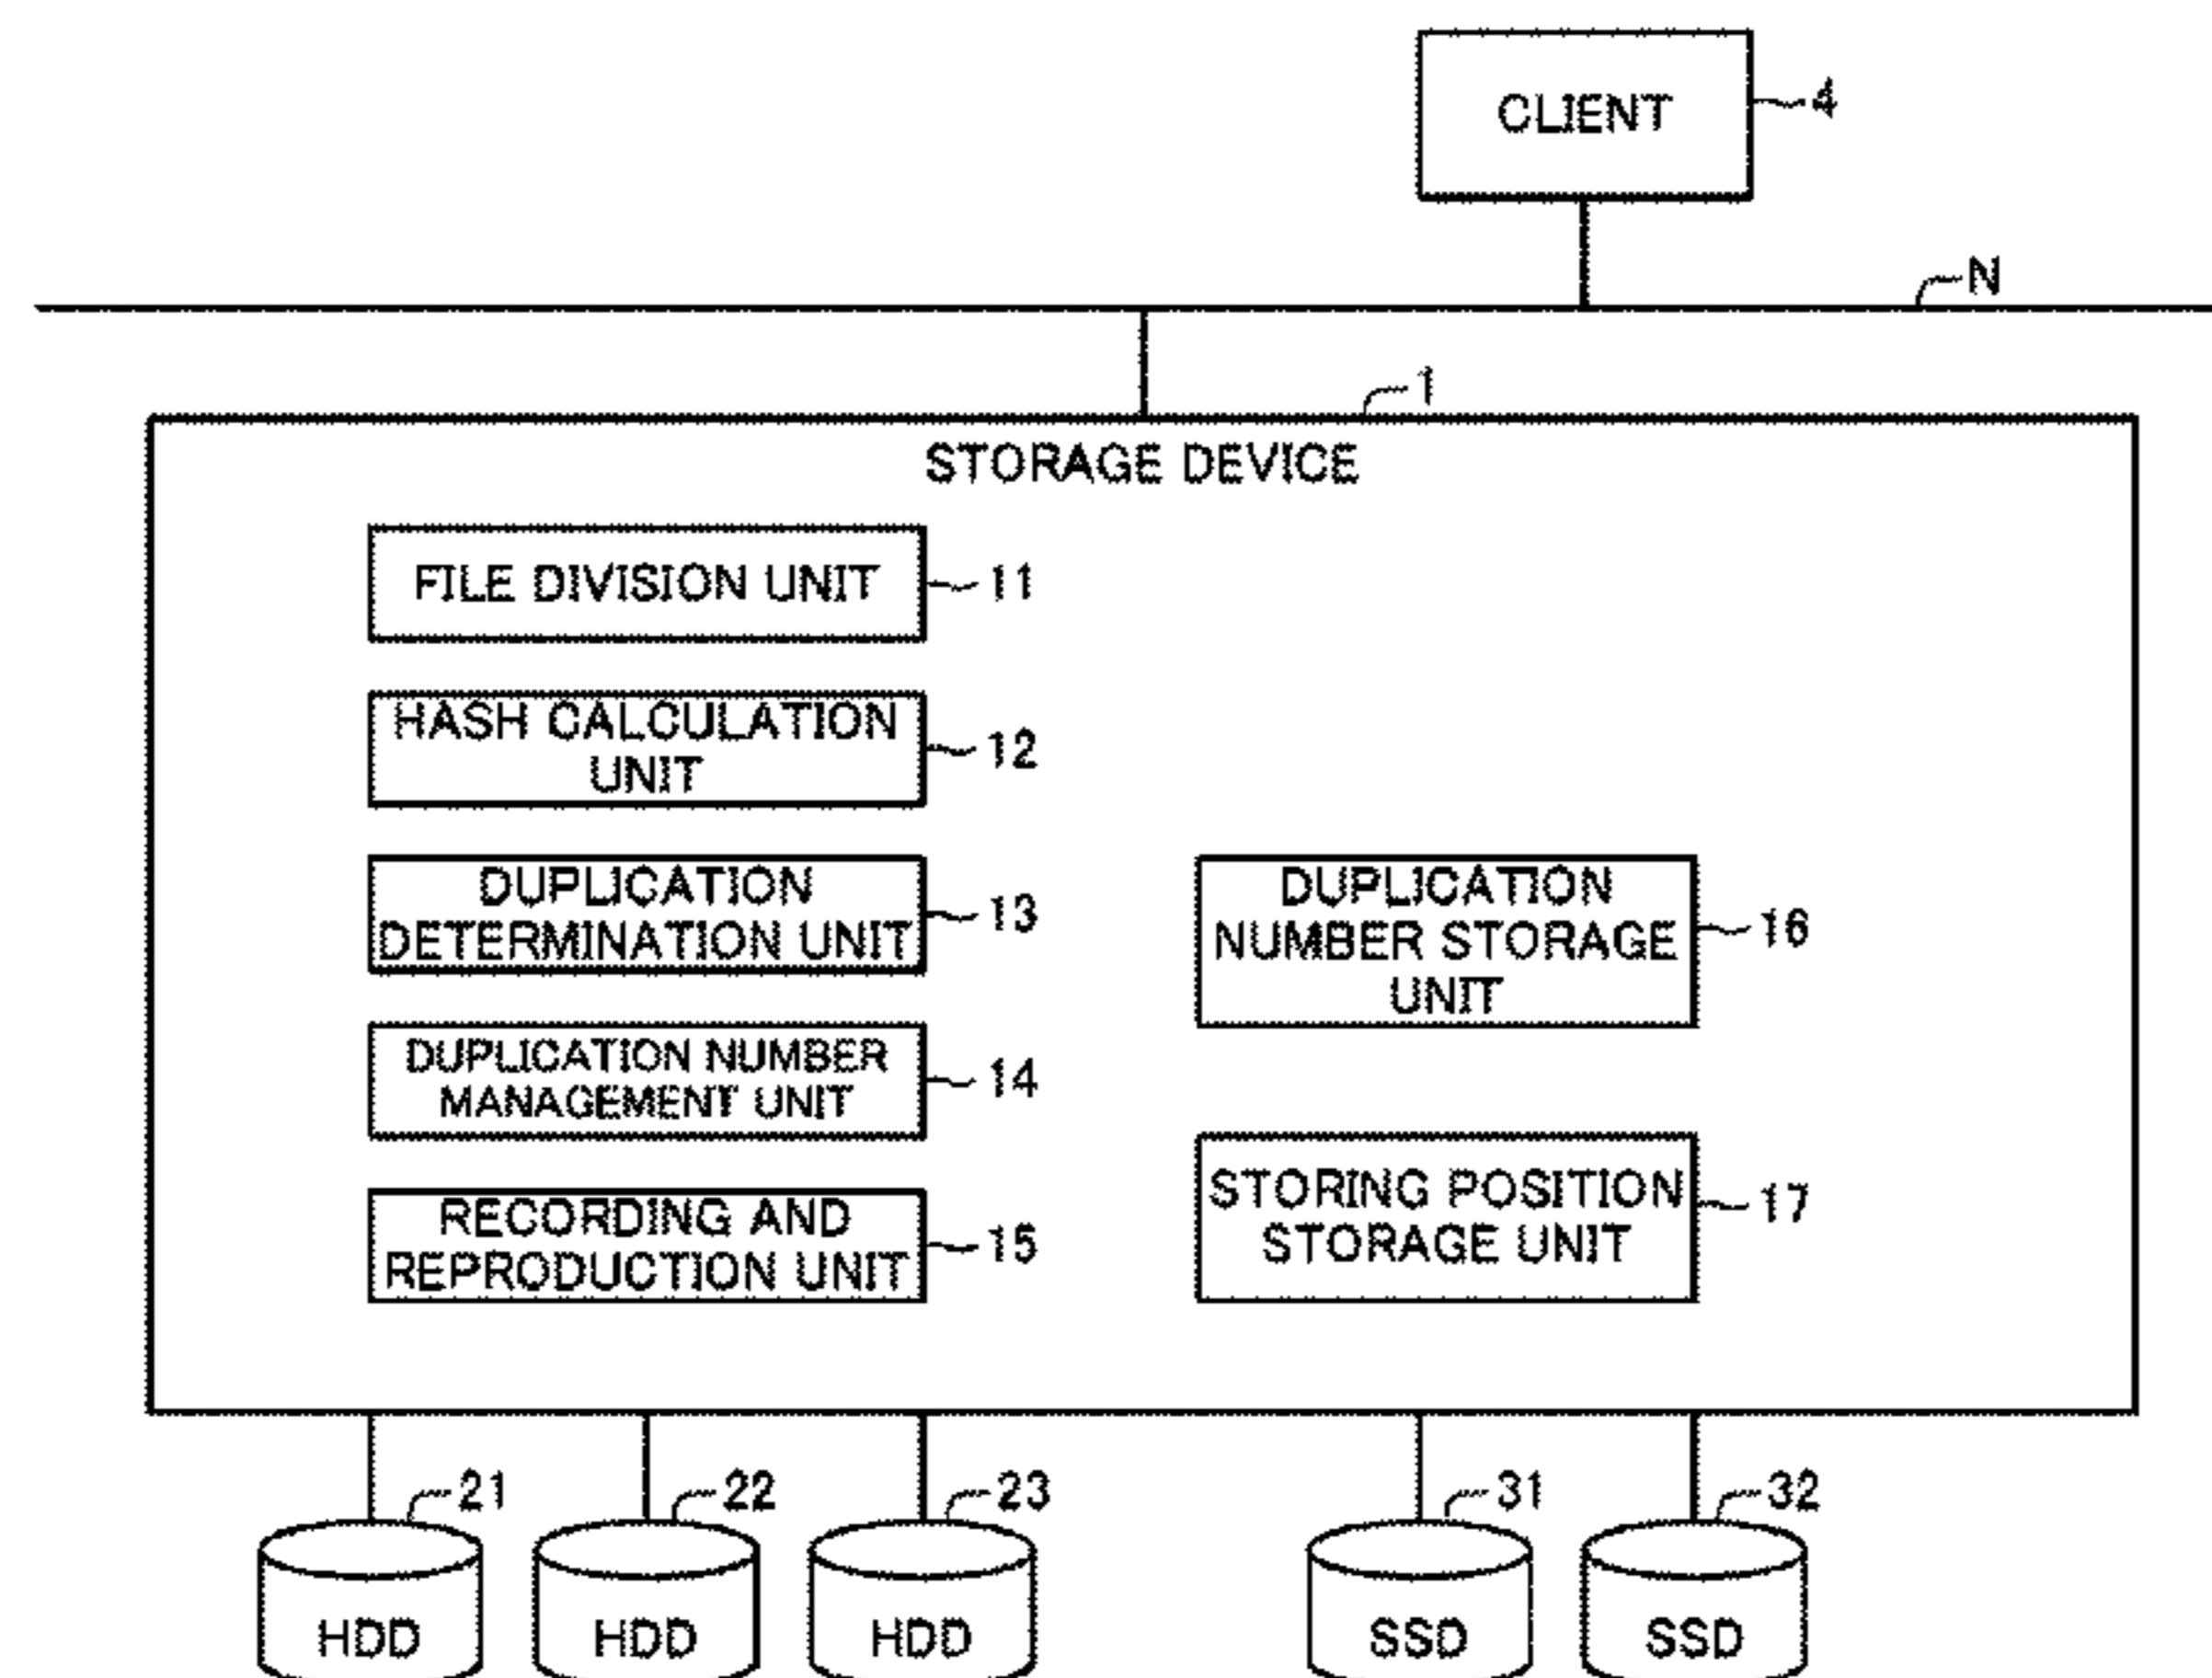 CLIENT
4
N
1
STORAGE DEVICE
FILE DIVISION UNIT
11
HASH CALCULATION
UNIT
12
DUPLICATION
DETERMINATION UNIT
13
DUPLICATION
NUMBER STORAGE
UNIT
16
DUPLICATION NUMBER
MANAGEMENT UNIT
14
STORING POSITION
STORAGE UNIT
17
RECORDING AND
REPRODUCTION UNIT
15
21
22
23
31
32
HDD
HDD
HDD
SSD
SSD